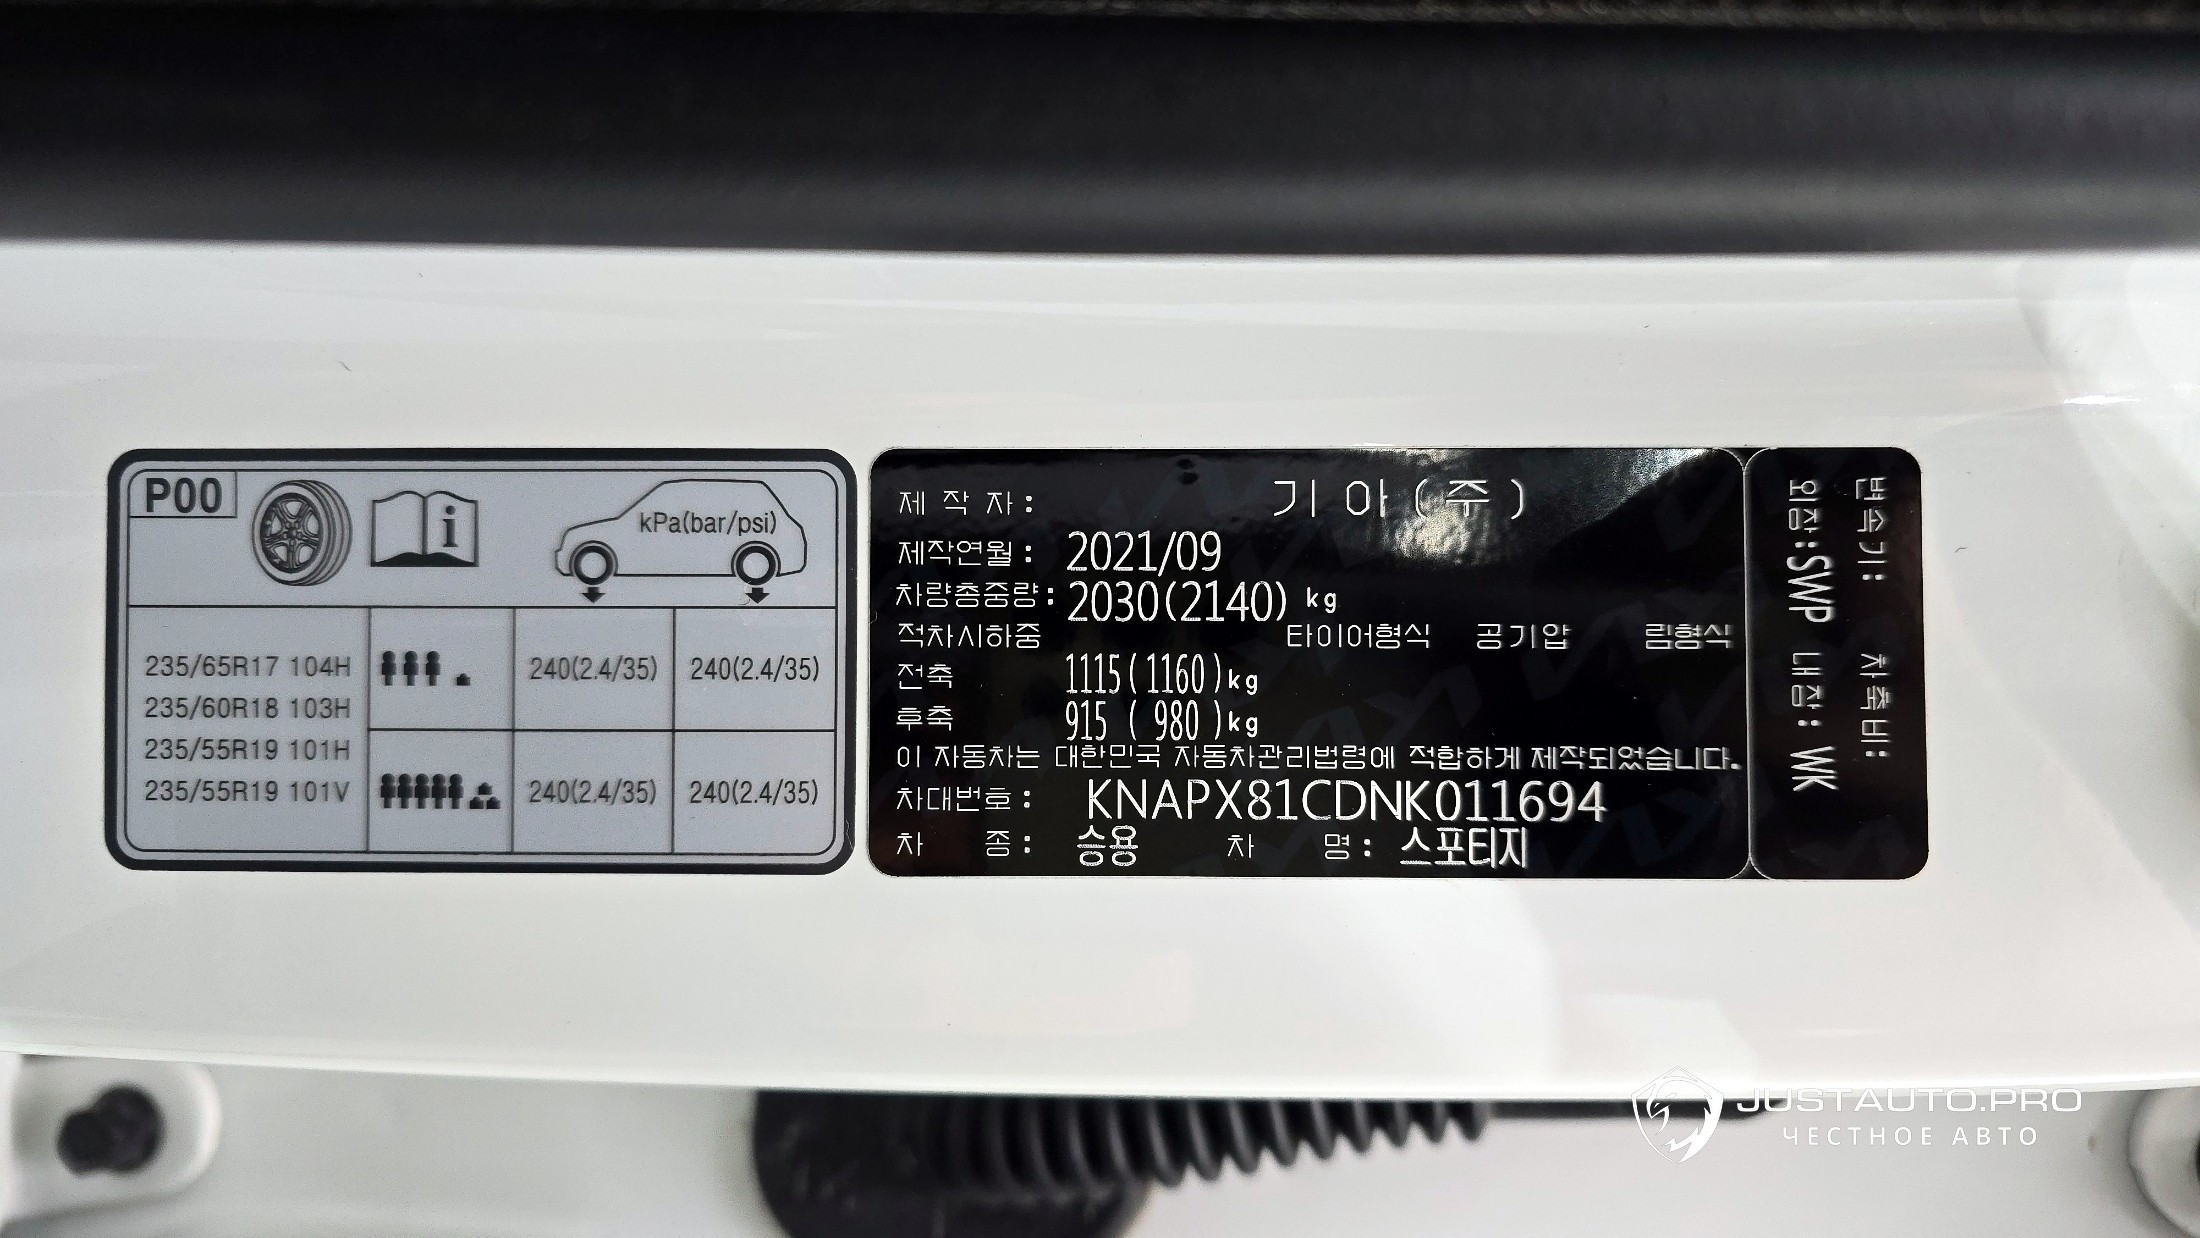 P00
i
kPa(bar/psi)
235/65R17 104H
235/60R18 103H
235/55R19 101H
235/55R19 101V
240(2.4/35) 240(2.4/35)
240(2.4/35) 240(2.4/35)
제 작 자 : 기 아 ( 주 )
제작연월 : 2021/09
차량총중량 : 2030(2140) kg
적차시하중 타이어형식 공기압 림형식
전축 1115(1160)kg
후축 915 ( 980 )kg
이 자동차는 대한민국 자동차관리법령에 적합하게 제작되었습니다.
차대번호 : KNAPX81CDNK011694
차 종 : 승용 차 명 : 스포티지
변속기: 차축비:
외장:SWP 내장: WK
JUSTAUTO.PRO
ЧЕСТНОЕ АВТО